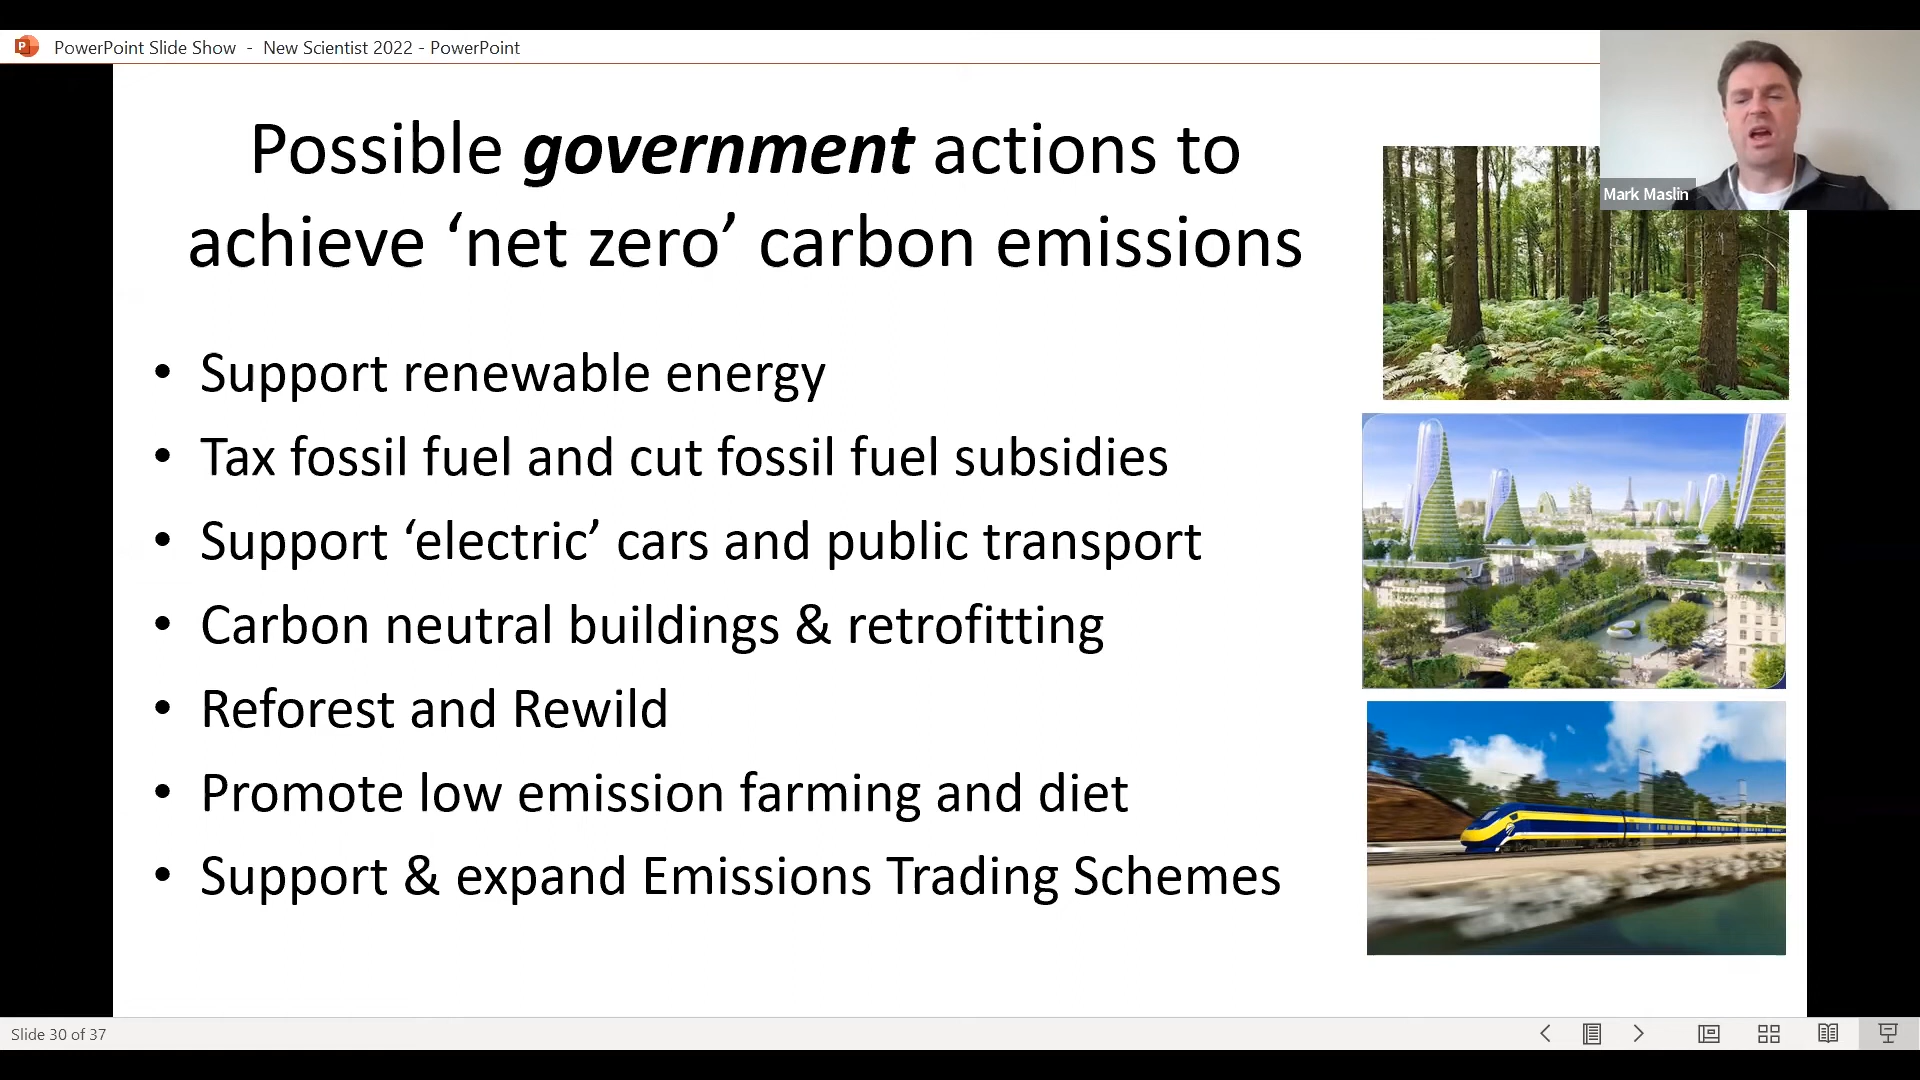 PowerPoint Slide Show - New Scientist 2022 - PowerPoint
Possible government actions to
achieve ‘net zero’ carbon emissions
Mark Maslin
• Support renewable energy
• Tax fossil fuel and cut fossil fuel subsidies
• Support ‘electric’ cars and public transport
• Carbon neutral buildings & retrofitting
• Reforest and Rewild
• Promote low emission farming and diet
• Support & expand Emissions Trading Schemes
Slide 30 of 37